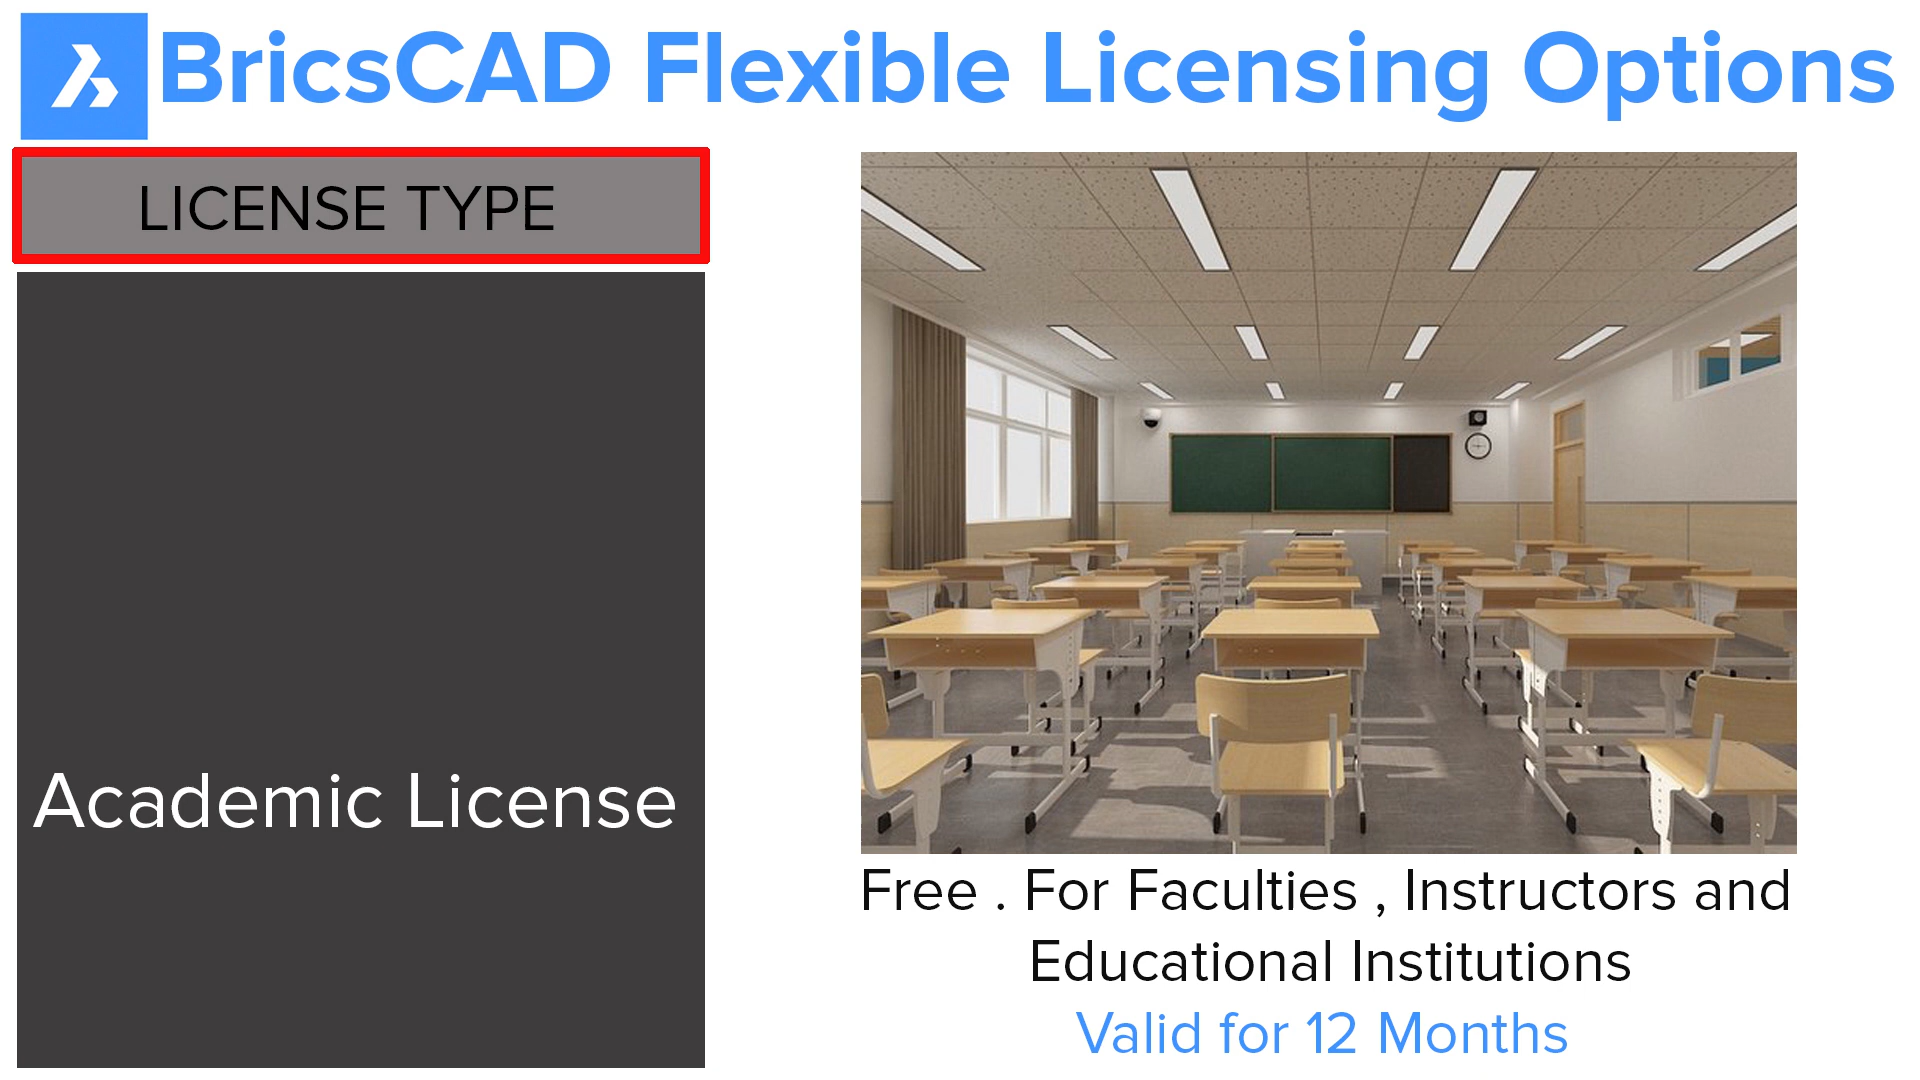 BricsCAD Flexible Licensing Options
LICENSE TYPE
Academic License
Free . For Faculties , Instructors and
Educational Institutions
Valid for 12 Months